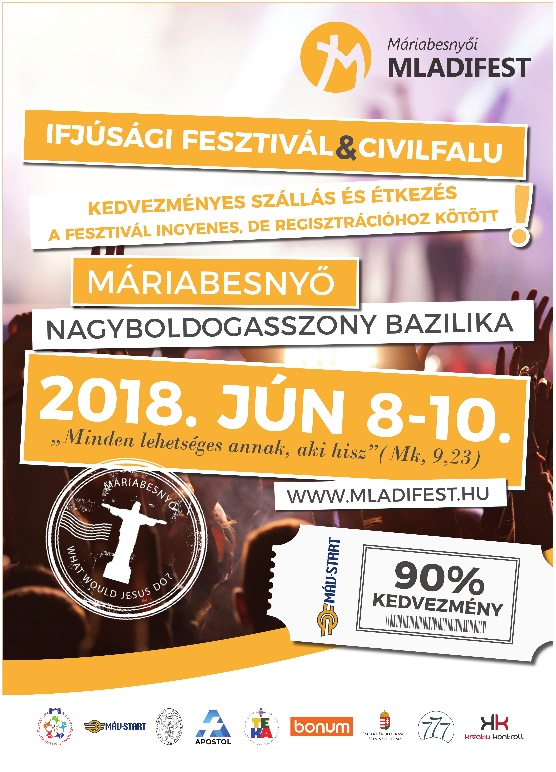 Máriabesnyői
MLADIFEST
IFJÚSÁGI FESZTIVÁL&CIVILFALU
KEDVEZMÉNYES SZÁLLÁS ÉS ÉTKEZÉS
A FESZTIVÁL INGYENES, DE REGISZTRÁCIÓHOZ KÖTÖTT !
MÁRIABESNYŐ
NAGYBOLDOGASSZONY BAZILIKA
2018. JÚN 8-10.
„Minden lehetséges annak, aki hisz”(Mk, 9,23)
WWW.MLADIFEST.HU
MÁRIABESNYŐ
WHAT WOULD JESUS DO?
MÁV-START
90%
KEDVEZMÉNY
MÁV-START
APOSTOL
TÉKA
bonum
777
kreatív kontroll